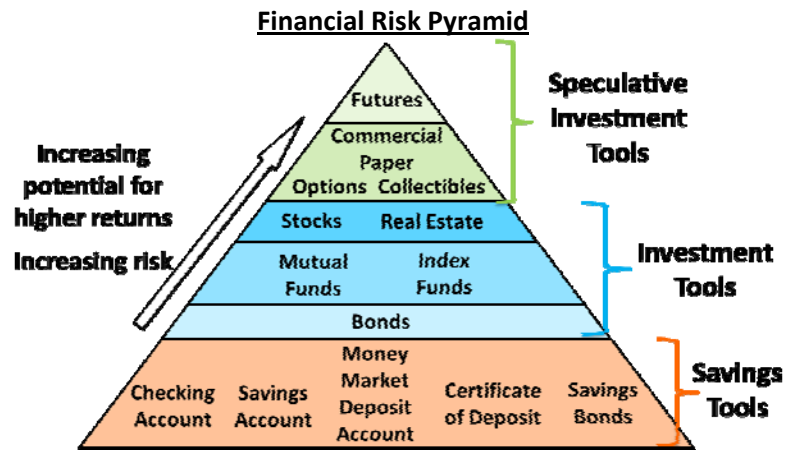 Financial Risk Pyramid
Futures
Commercial
Paper
Options Collectibles
Stocks Real Estate
Mutual
Funds
Index
Funds
Bonds
Checking
Account
Savings
Account
Money
Market
Deposit
Account
Certificate
of Deposit
Savings
Bonds
Increasing
potential for
higher returns
Increasing risk
Speculative
Investment
Tools
Investment
Tools
Savings
Tools